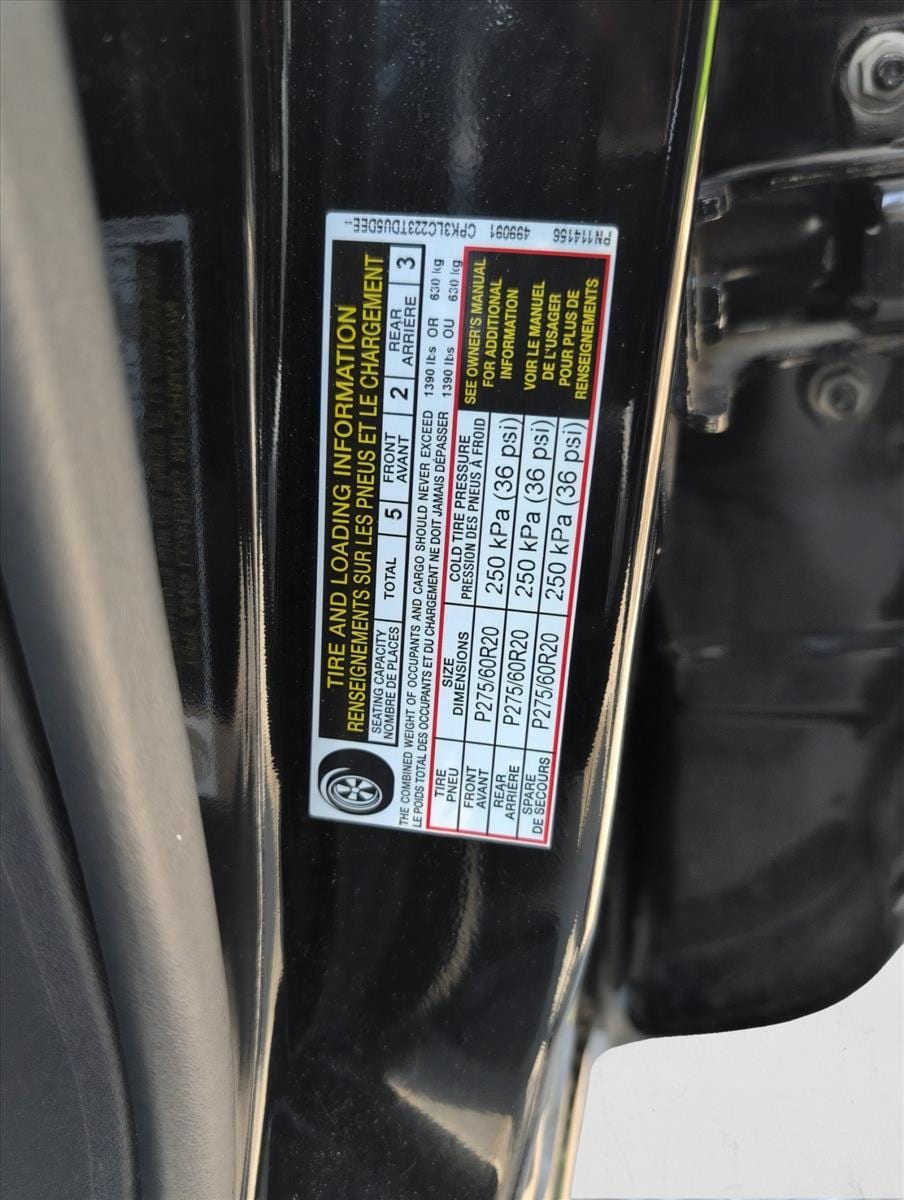 TIRE AND LOADING INFORMATION
RENSEIGNEMENTS SUR LES PNEUS ET LE CHARGEMENT
SEATING CAPACITY
NOMBRE DE PLACES
TOTAL 5
FRONT
AVANT
2
REAR
ARRIÈRE
3
THE COMBINED WEIGHT OF OCCUPANTS AND CARGO SHOULD NEVER EXCEED 1390 lbs OR 630 kg
LE POIDS TOTAL DES OCCUPANTS ET DU CHARGEMENT NE DOIT JAMAIS DÉPASSER 1390 lbs OU 630 kg
TIRE
PNEU
SIZE
DIMENSIONS
COLD TIRE PRESSURE
PRESSION DES PNEUS À FROID
FRONT
AVANT
P275/60R20 250 kPa (36 psi)
REAR
ARRIÈRE
P275/60R20 250 kPa (36 psi)
SPARE
DE SECOURS
P275/60R20 250 kPa (36 psi)
SEE OWNER'S MANUAL
FOR ADDITIONAL
INFORMATION
VOIR LE MANUEL
DE L'USAGER
POUR PLUS DE
RENSEIGNEMENTS
PN114156 499091 CPK3LC223TDU5DEE--